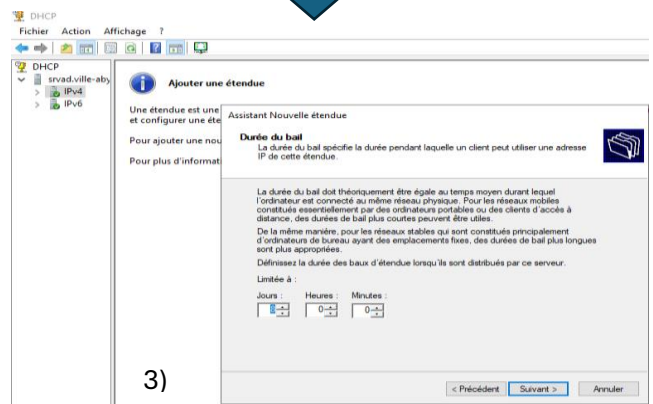 DHCP
Fichier Action Affichage ?
DHCP
srvad.ville-aby
IPv4
IPv6
Ajouter une étendue
Une étendue est une
et configurer une éte
Pour ajouter une nou
Pour plus d'informat
Assistant Nouvelle étendue
Durée du bail
La durée du bail spécifie la durée pendant laquelle un client peut utiliser une adresse
IP de cette étendue.
La durée du bail doit théoriquement être égale au temps moyen durant lequel
l'ordinateur est connecté au même réseau physique. Pour les réseaux mobiles
constitués essentiellement par des ordinateurs portables ou des clients d'accès à
distance, des durées de bail plus courtes peuvent être utiles.
De la même manière, pour les réseaux stables qui sont constitués principalement
d'ordinateurs de bureau ayant des emplacements fixes, des durées de bail plus longues
sont plus appropriées.
Définissez la durée des baux d'étendue lorsqu'ils sont distribués par ce serveur.
Limitée à :
Jours : Heures : Minutes :
0 0
3)
< Précédent Suivant > Annuler